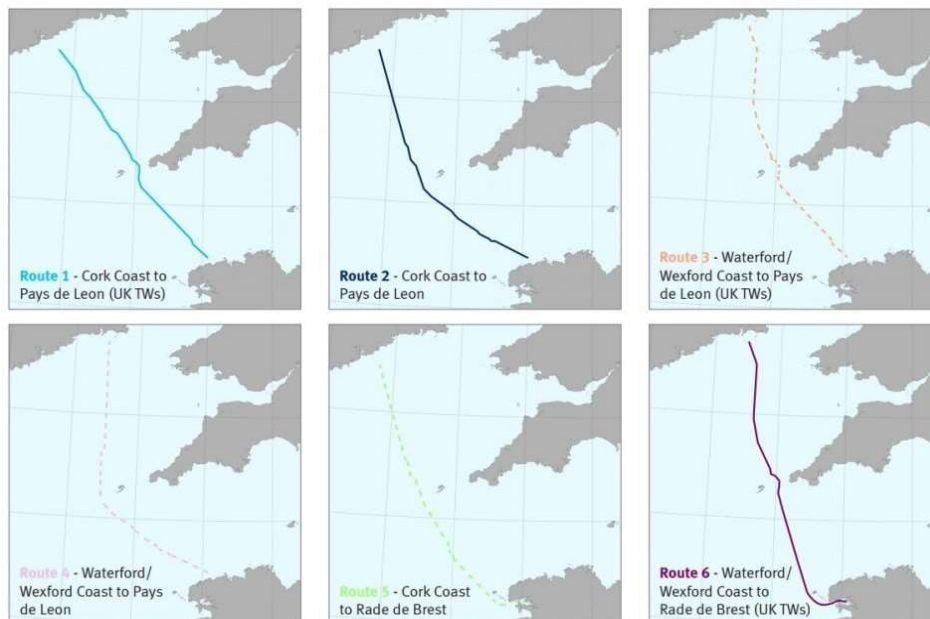 Route 1 - Cork Coast to
Pays de Leon (UK TWs)
Route 2 - Cork Coast to
Pays de Leon
Route 3 - Waterford/
Wexford Coast to Pays
de Leon (UK TWs)
Route 4 - Waterford/
Wexford Coast to Pays
de Leon
Route 5 - Cork Coast
to Rade de Brest
Route 6 - Waterford/
Wexford Coast to
Rade de Brest (UK TWs)